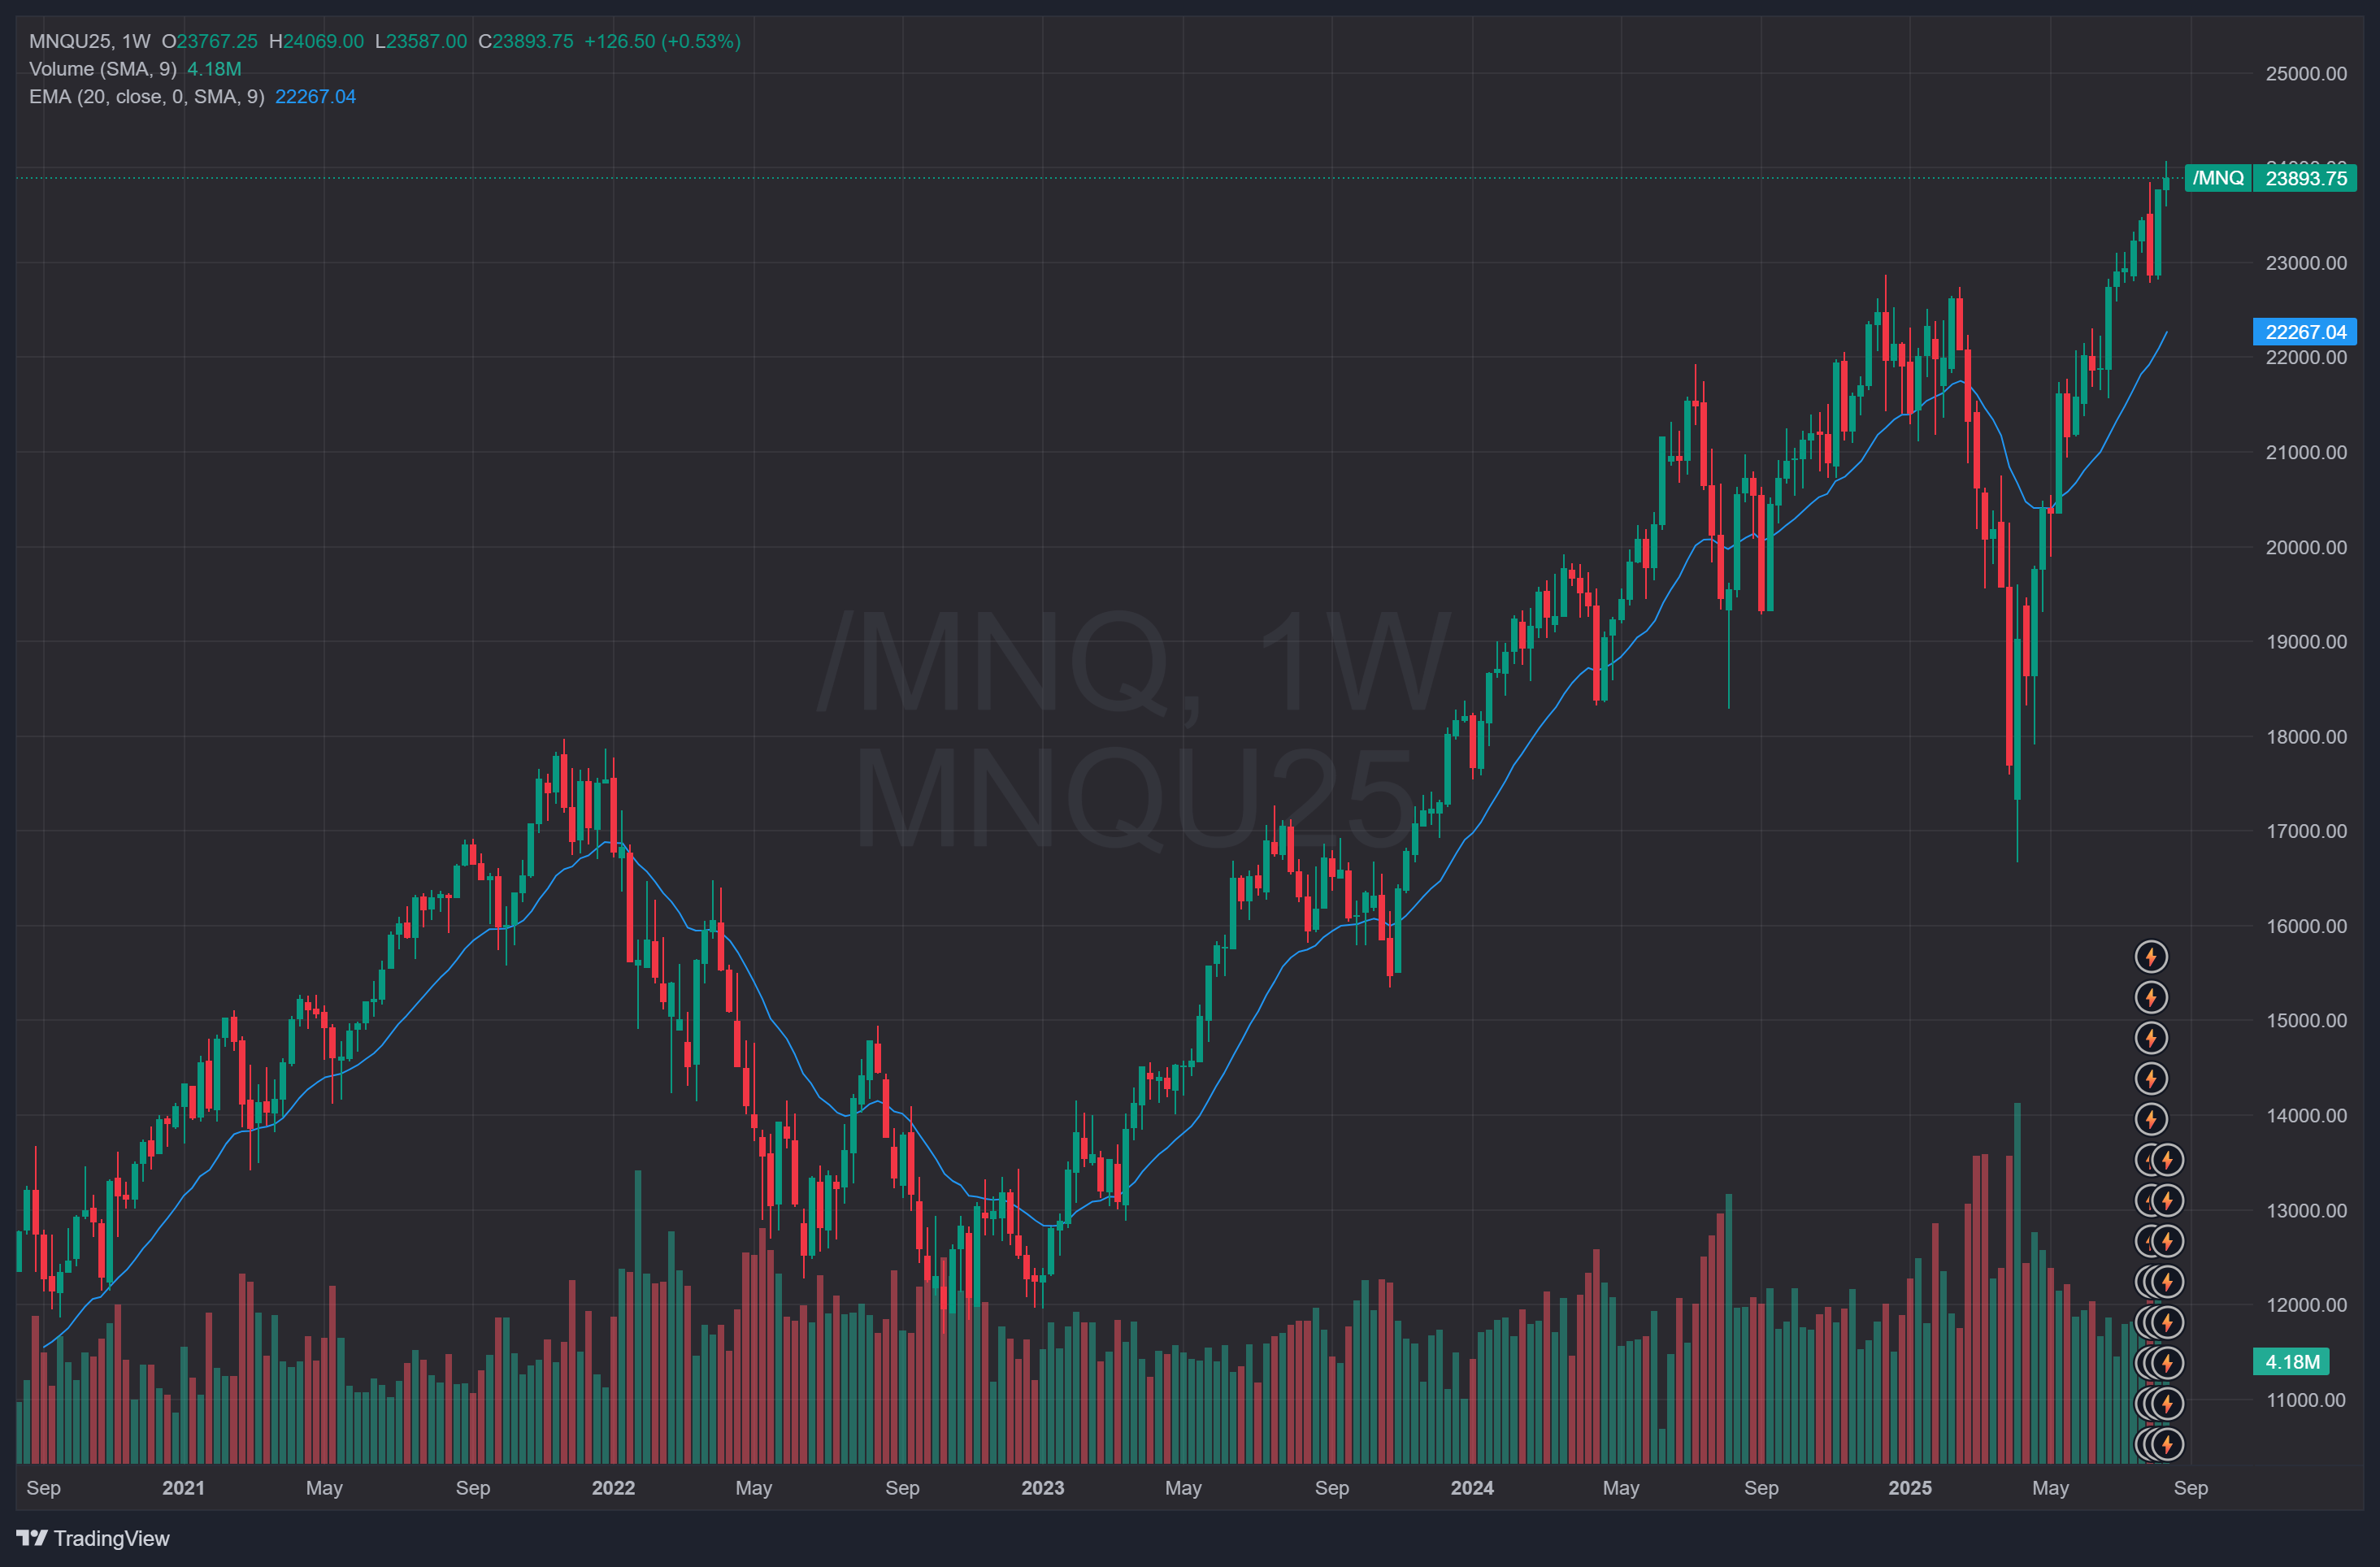 MNQU25, 1W O23767.25 H24069.00 L23587.00 C23893.75 +126.50 (+0.53%)
Volume (SMA, 9) 4.18M
EMA (20, close, 0, SMA, 9) 22267.04
25000.00
/MNQ 23893.75
23000.00
22267.04
22000.00
21000.00
20000.00
19000.00
/MNQ, 1W
18000.00
MNQU25
17000.00
16000.00
15000.00
14000.00
13000.00
12000.00
4.18M
11000.00
Sep 2021 May Sep 2022 May Sep 2023 May Sep 2024 May Sep 2025 May Sep
TradingView